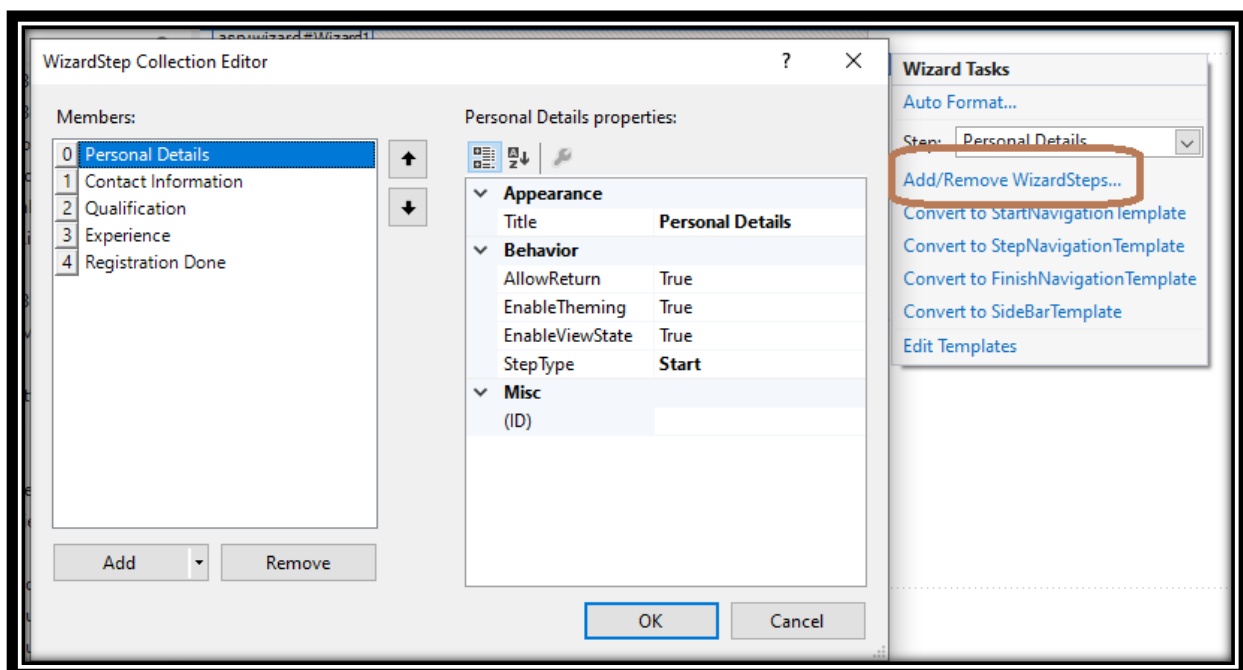 asp:wizard#Wizard1
WizardStep Collection Editor ?
Members:
0 Personal Details
1 Contact Information
2 Qualification
3 Experience
4 Registration Done
Add
Remove
Personal Details properties:
Appearance
Title Personal Details
Behavior
AllowReturn True
EnableTheming True
EnableViewState True
StepType Start
Misc
(ID)
OK
Cancel
Wizard Tasks
Auto Format...
Step: Personal Details
Add/Remove WizardSteps...
Convert to StartNavigationTemplate
Convert to StepNavigationTemplate
Convert to FinishNavigationTemplate
Convert to SideBarTemplate
Edit Templates